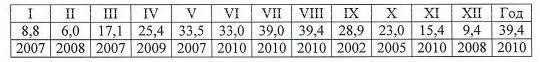 I II III IV V VI VII VIII IX X XI XII Год
8,8 6,0 17,1 25,4 33,5 33,0 39,0 39,4 28,9 23,0 15,4 9,4 39,4
2007 2008 2007 2009 2007 2010 2010 2010 2002 2005 2010 2008 2010